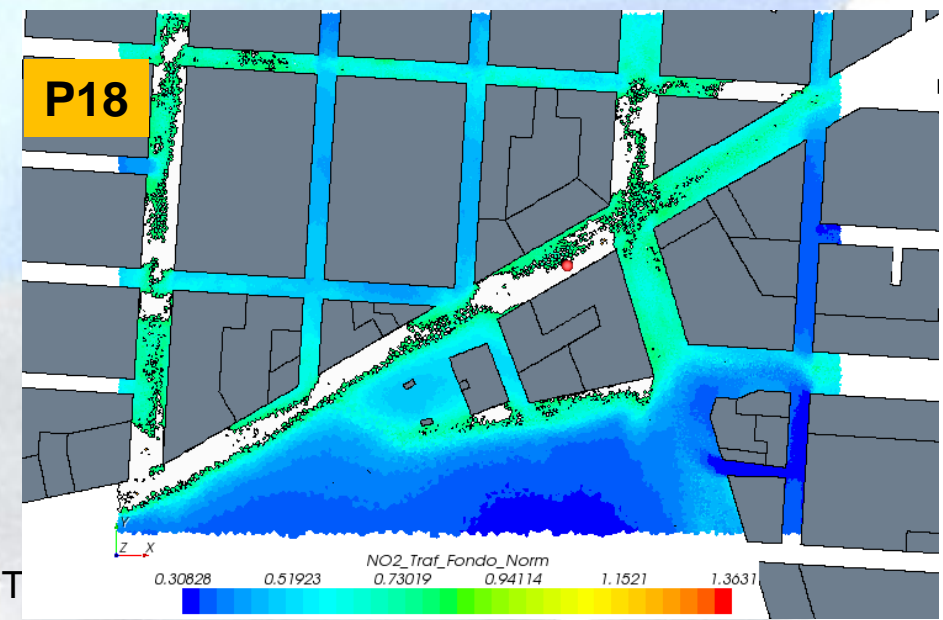 P18
Y
Z X
T
NO2_Traf_Fondo_Norm
0.30828 0.51923 0.73019 0.94114 1.1521 1.3631